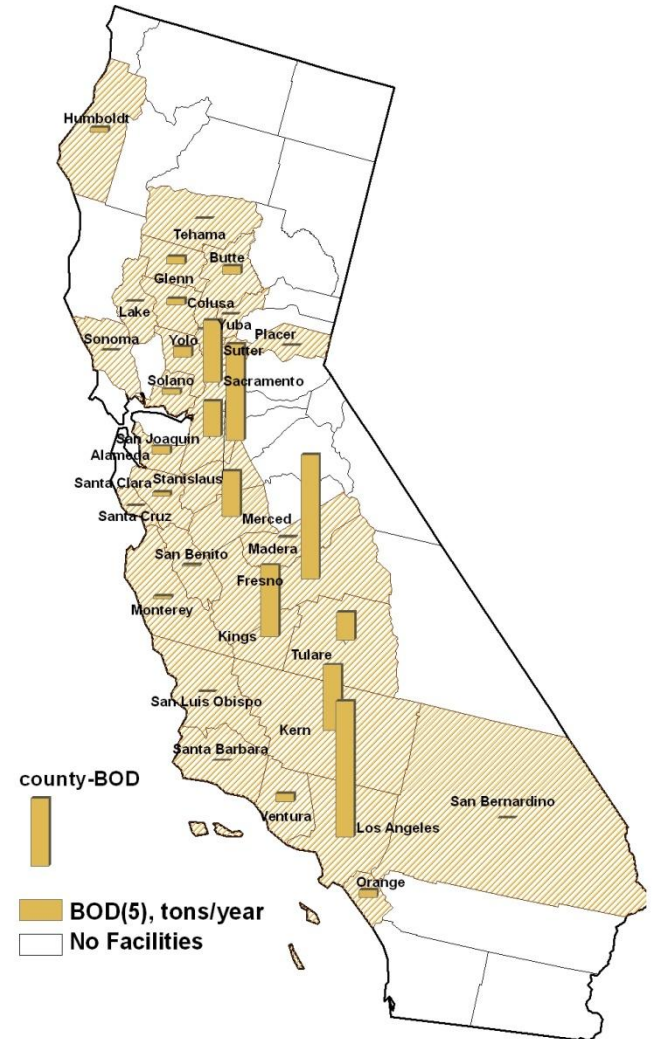 Humboldt
Tehama
Butte
Glenn
Colusa
Lake
Yuba
Placer
Sonoma
Yolo
Sutter
Solano
Sacramento
San Joaquin
Alameda
Santa Clara
Stanislaus
Santa Cruz
Merced
San Benito
Madera
Fresno
Monterey
Kings
Tulare
San Luis Obispo
Kern
Santa Barbara
county-BOD
San Bernardino
Ventura
Los Angeles
Orange
BOD(5), tons/year
No Facilities